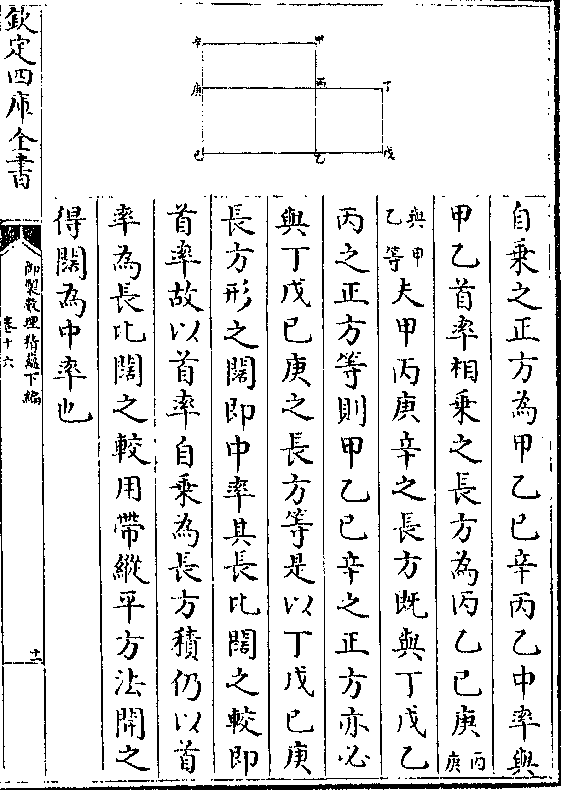 自乘之正方為甲乙己辛丙乙中率與
甲乙首率相乘之長方為丙乙己庚丙庚
與甲乙等夫甲丙庚辛之長方既與丁戊乙
丙之正方等則甲乙己辛之正方亦必
與丁戊己庚之長方等是以丁戊己庚
長方形之闊即中率其長比闊之較即
首率故以首率自乘為長方積仍以首
率為長比闊之較用帶縱平方法開之
得闊為中率也
辛 甲
庚 丙 丁
己 乙 戊
欽定四庫全書
御製數理精蘊下編
卷十六
十一